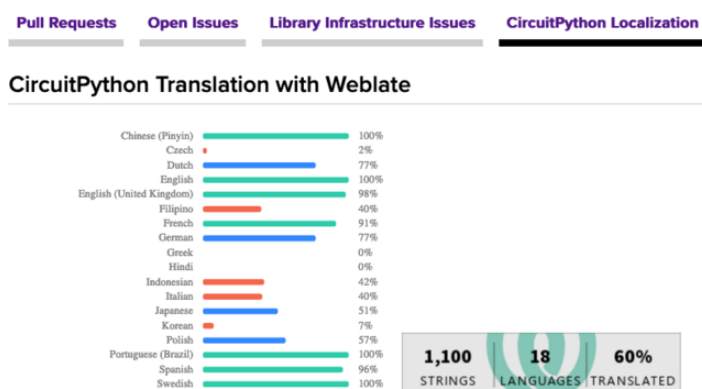 Pull Requests Open Issues Library Infrastructure Issues CircuitPython Localization
CircuitPython Translation with Weblate
Chinese (Pinyin) 100%
Czech 2%
Dutch 77%
English 100%
English (United Kingdom) 98%
Filipino 40%
French 91%
German 77%
Greek 0%
Hindi 0%
Indonesian 42%
Italian 40%
Japanese 51%
Korean 7%
Polish 57%
Portuguese (Brazil) 100%
Spanish 96%
Swedish 100%
1,100 18 60%
STRINGS LANGUAGES TRANSLATED